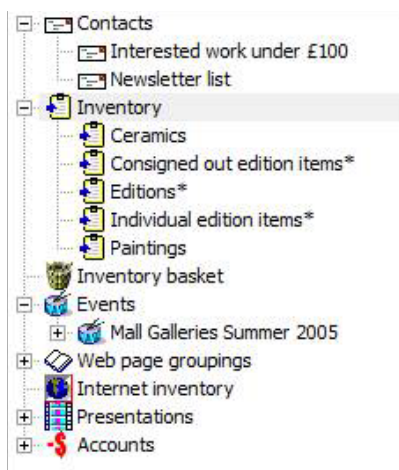 Contacts
Interested work under £100
Newsletter list
Inventory
Ceramics
Consigned out edition items*
Editions*
Individual edition items*
Paintings
Inventory basket
Events
Mall Galleries Summer 2005
Web page groupings
Internet inventory
Presentations
Accounts